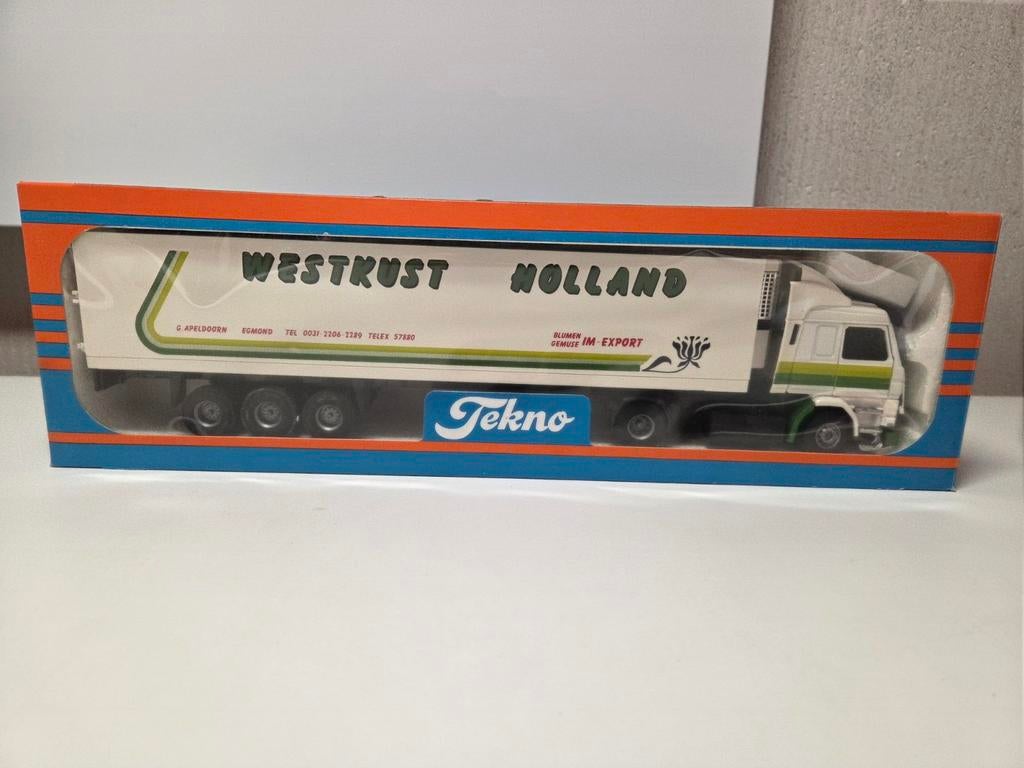 WESTKUST HOLLAND
G. APELDOORN EGMOND TEL 0031-2206-2289 TELEX 57880
BLUMEN
GEMUSE IM-EXPORT
Tekno